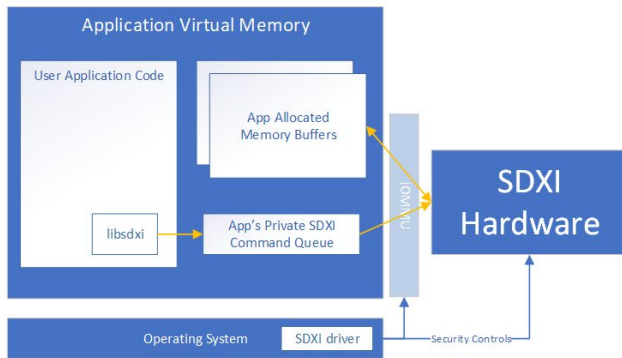 Application Virtual Memory
User Application Code
App Allocated
Memory Buffers
libsdxi
App's Private SDXI
Command Queue
IOMMU
SDXI
Hardware
Operating System
SDXI driver
Security Controls